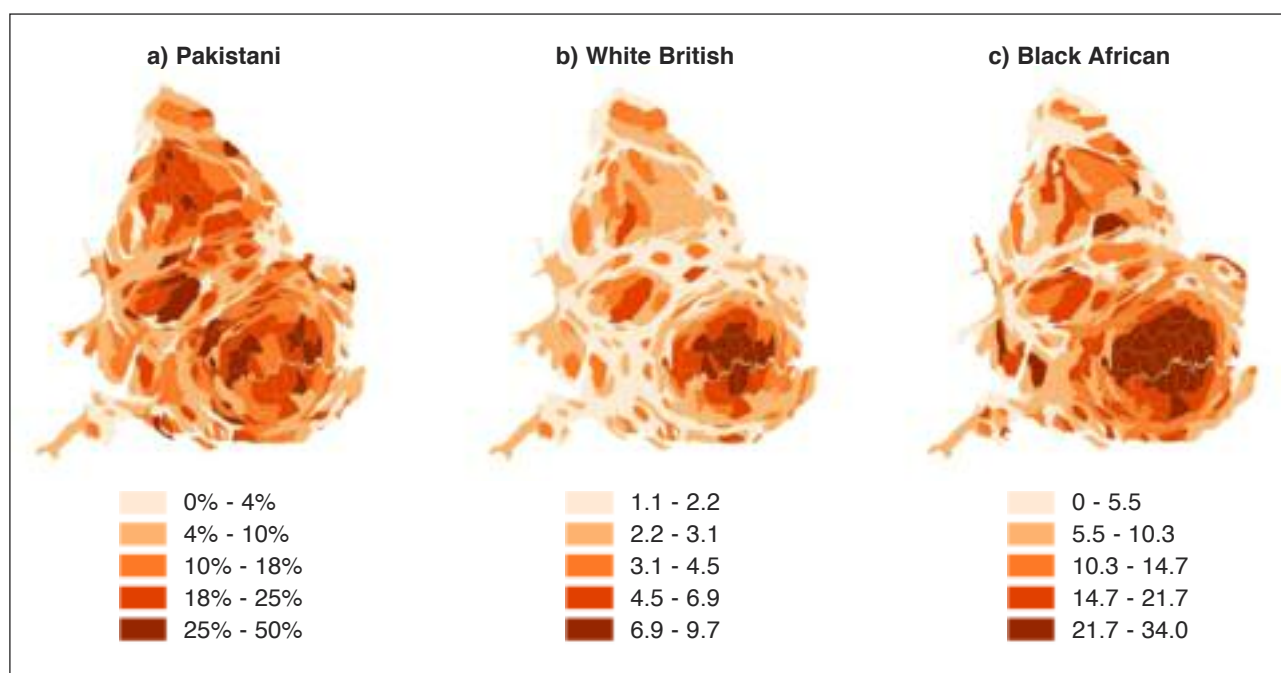 a) Pakistani
b) White British
c) Black African
0% - 4%
4% - 10%
10% - 18%
18% - 25%
25% - 50%
1.1 - 2.2
2.2 - 3.1
3.1 - 4.5
4.5 - 6.9
6.9 - 9.7
0 - 5.5
5.5 - 10.3
10.3 - 14.7
14.7 - 21.7
21.7 - 34.0